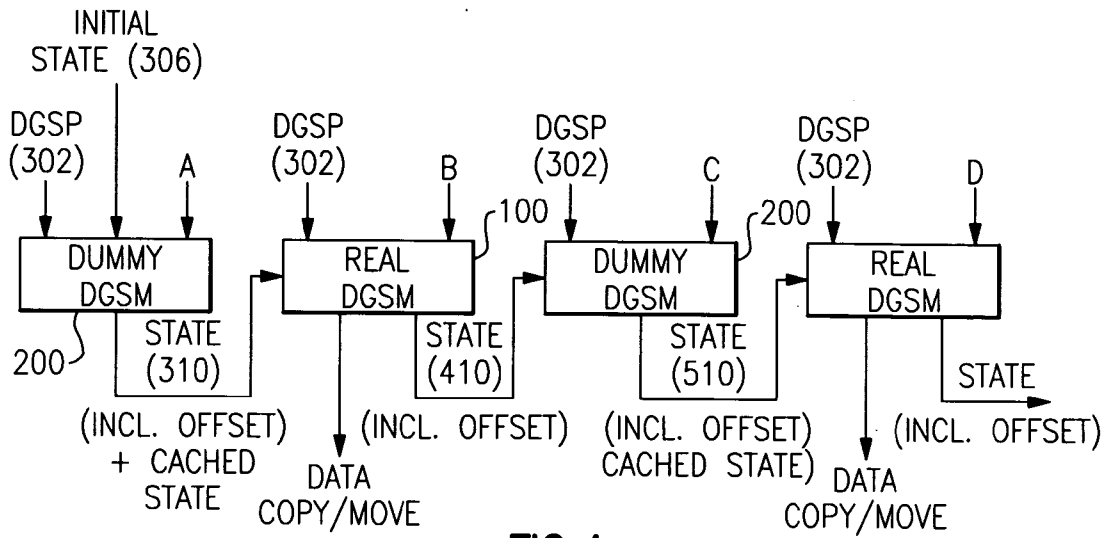 INITIAL
STATE (306)
DGSP
(302)
A
DGSP
(302)
B
DGSP
(302)
C
DGSP
(302)
D
100
200
DUMMY
DGSM
REAL
DGSM
DUMMY
DGSM
REAL
DGSM
200
STATE
(310)
(INCL. OFFSET)
+ CACHED
STATE
STATE
(410)
(INCL. OFFSET)
DATA
COPY/MOVE
STATE
(510)
(INCL. OFFSET)
CACHED STATE)
STATE
(INCL. OFFSET)
DATA
COPY/MOVE